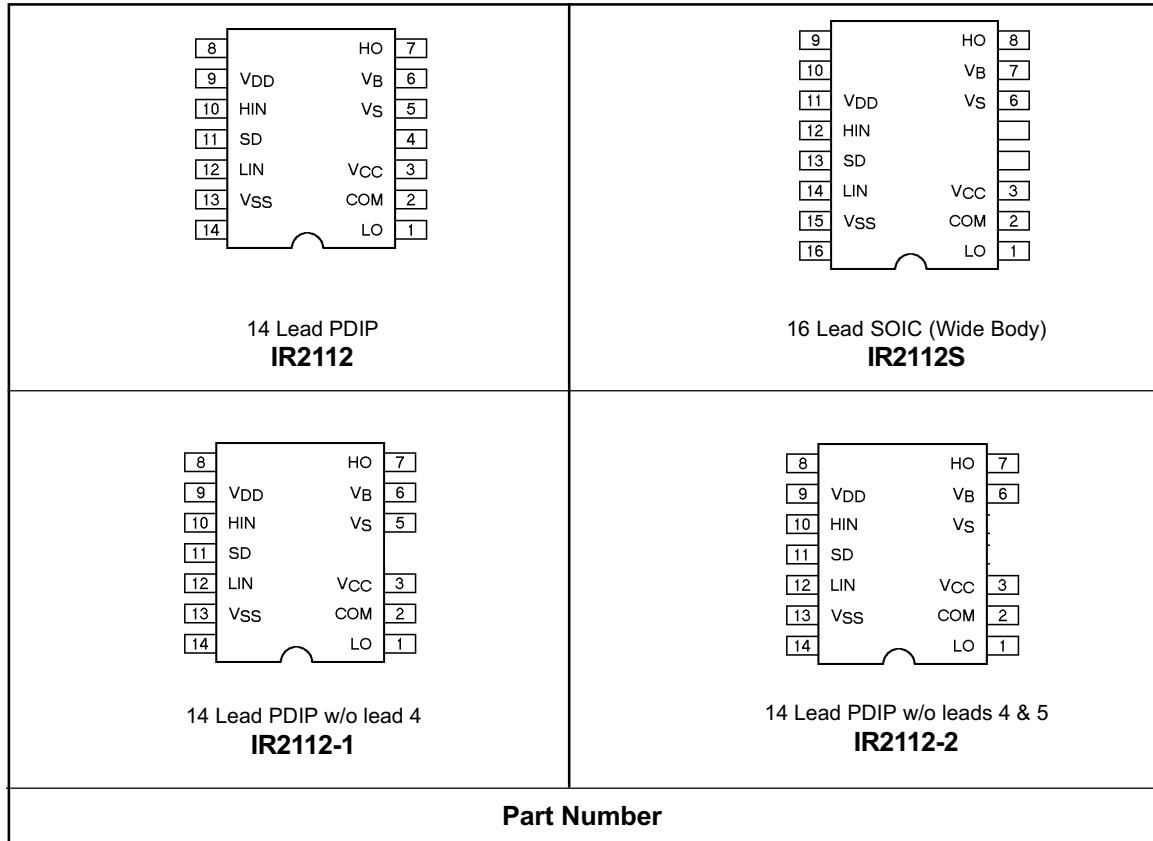 8 HO 7
9 VDD VB 6
10 HIN VS 5
11 SD 4
12 LIN VCC 3
13 VSS COM 2
14 LO 1
14 Lead PDIP
IR2112
9 HO 8
10 VB 7
11 VDD VS 6
12 HIN
13 SD
14 LIN VCC 3
15 VSS COM 2
16 LO 1
16 Lead SOIC (Wide Body)
IR2112S
8 HO 7
9 VDD VB 6
10 HIN VS 5
11 SD
12 LIN VCC 3
13 VSS COM 2
14 LO 1
14 Lead PDIP w/o lead 4
IR2112-1
8 HO 7
9 VDD VB 6
10 HIN VS
11 SD
12 LIN VCC 3
13 VSS COM 2
14 LO 1
14 Lead PDIP w/o leads 4 & 5
IR2112-2
Part Number